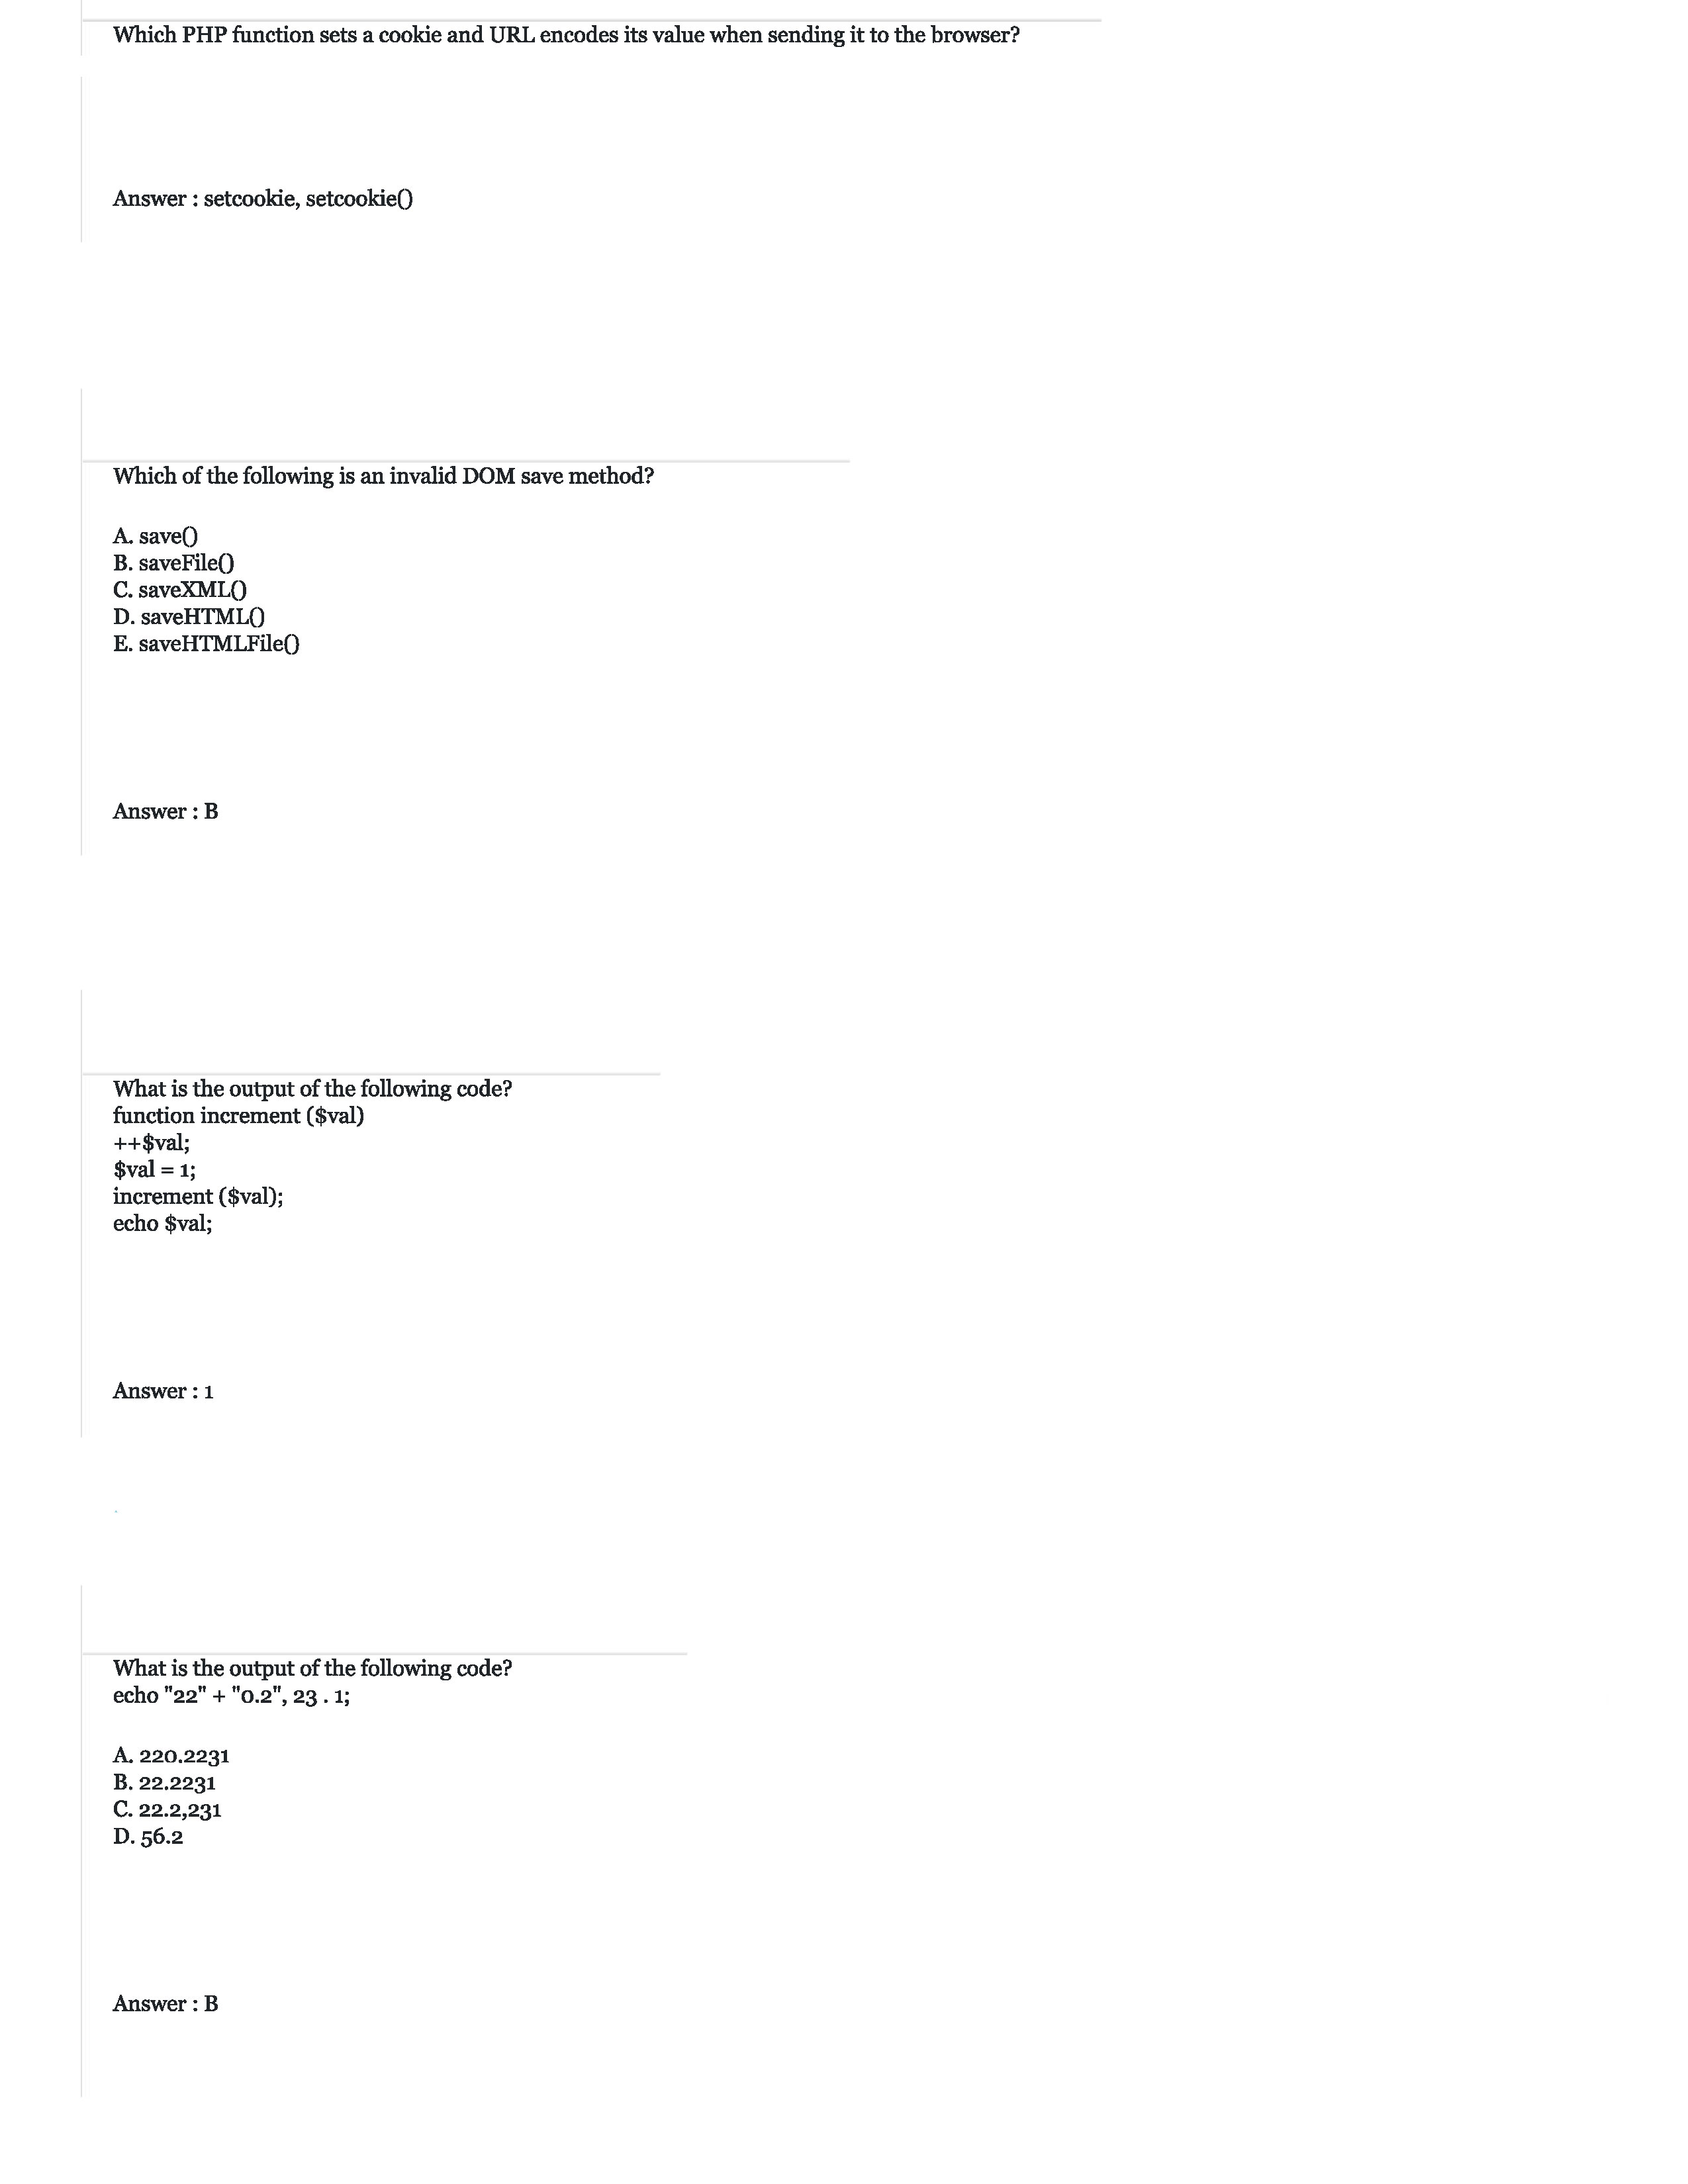 Which PHP function sets a cookie and URL encodes its value when sending it to the browser?
Answer : setcookie, setcookie()
Which of the following is an invalid DOM save method?
A. save()
B. saveFile()
C. saveXML()
D. saveHTML()
E. saveHTMLFile()
Answer : B
What is the output of the following code?
function increment ($val)
++$val;
$val = 1;
increment ($val);
echo $val;
Answer : 1
What is the output of the following code?
echo "22" + "0.2", 23 . 1;
A. 220.2231
B. 22.2231
C. 22.2,231
D. 56.2
Answer : B